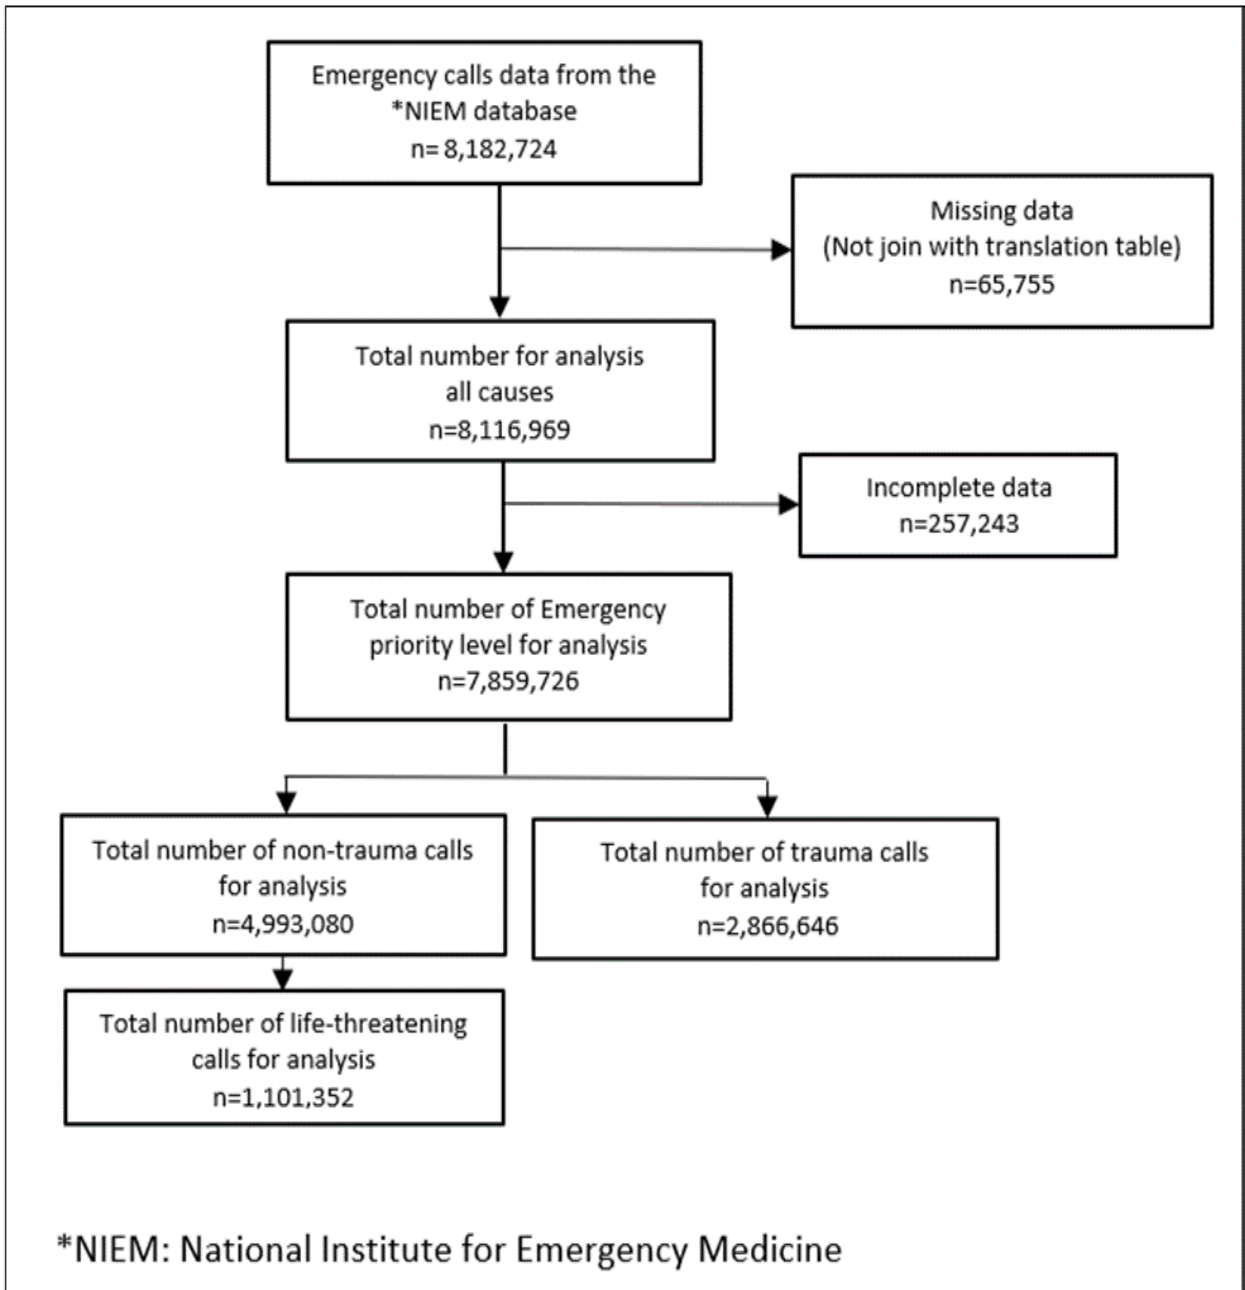 Emergency calls data from the
*NIEM database
n= 8,182,724
Missing data
(Not join with translation table)
n=65,755
Total number for analysis
all causes
n=8,116,969
Incomplete data
n=257,243
Total number of Emergency
priority level for analysis
n=7,859,726
Total number of non-trauma calls
for analysis
n=4,993,080
Total number of trauma calls
for analysis
n=2,866,646
Total number of life-threatening
calls for analysis
n=1,101,352
*NIEM: National Institute for Emergency Medicine